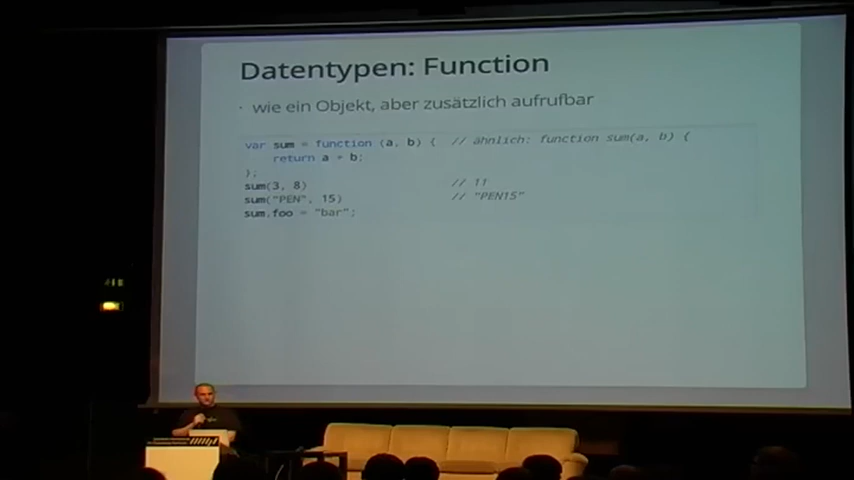 Datentypen: Function
· wie ein Objekt, aber zusätzlich aufrufbar
var sum = function (a, b) { // ähnlich: function sum(a, b) {
return a + b;
};
sum(3, 8) // 11
sum("PEN", 15) // "PEN15"
sum.foo = "bar";